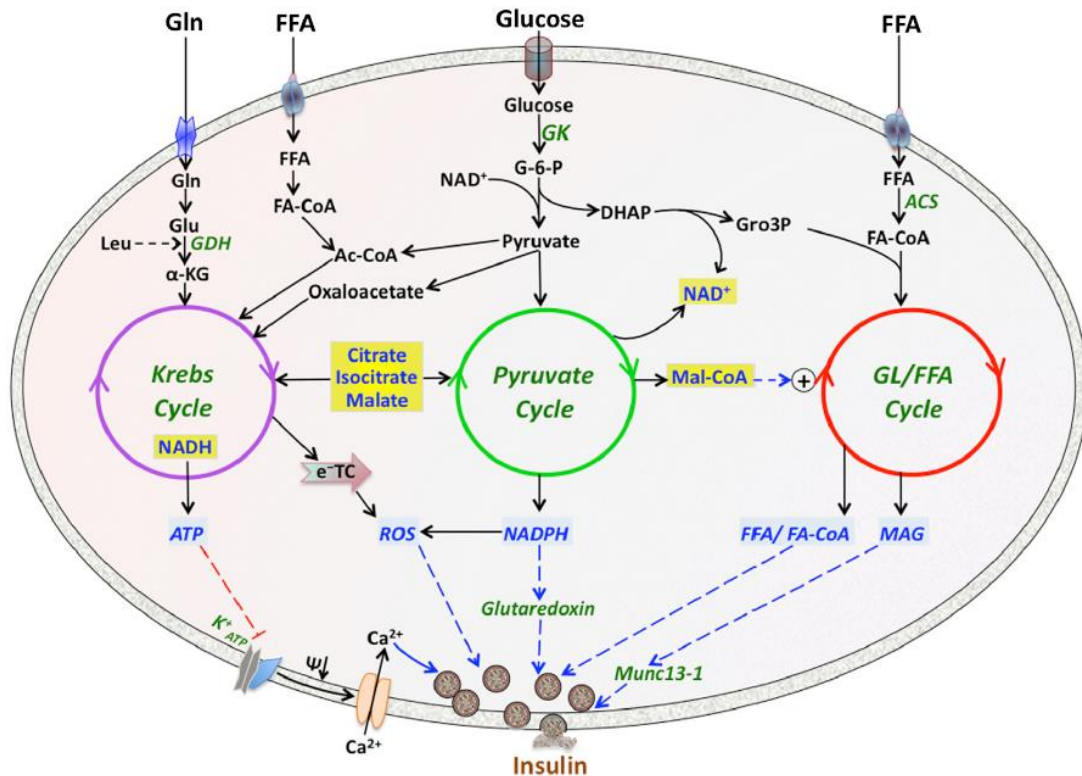 Gln
FFA
Glucose
FFA
Glucose
GK
FFA
G-6-P
Gln
NAD⁺
FFA
ACS
FA-CoA
DHAP
Gro3P
Glu
Leu
GDH
Ac-CoA
Pyruvate
FA-CoA
α-KG
Oxaloacetate
NAD⁺
Krebs
Cycle
NADH
Citrate
Isocitrate
Malate
Pyruvate
Cycle
Mal-CoA
+
GL/FFA
Cycle
e⁻TC
ATP
ROS
NADPH
FFA/ FA-CoA
MAG
Glutaredoxin
K⁺ATP
Ca²⁺
Ψ↓
Munc13-1
Ca²⁺
Insulin